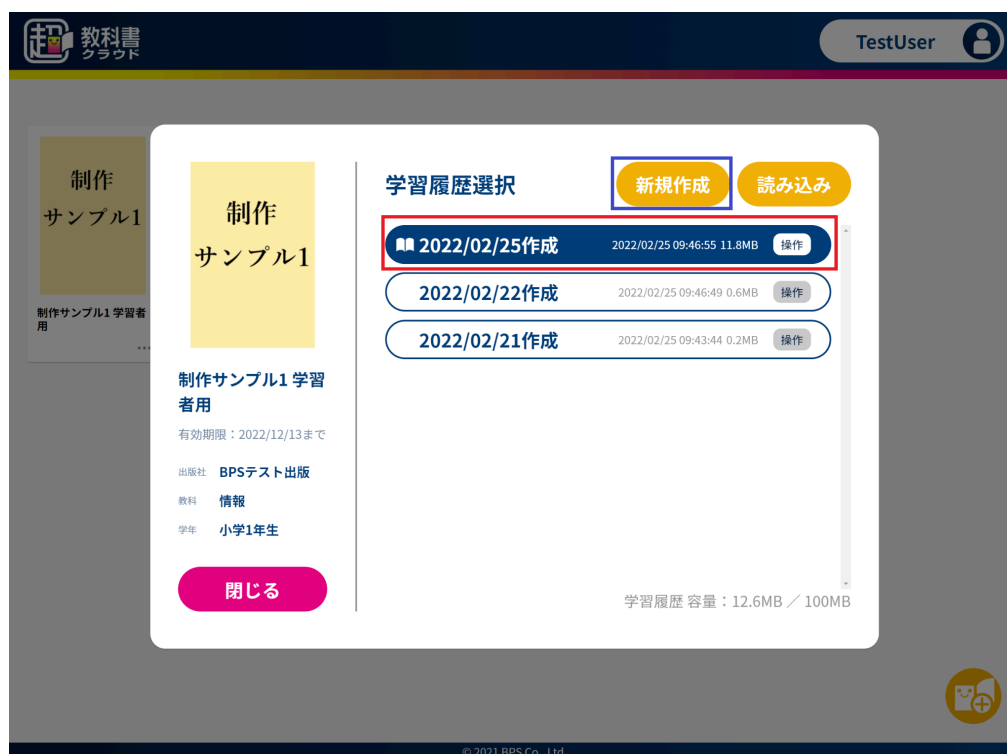 超 教科書
クラウド
TestUser
制作
サンプル1
制作サンプル1 学習者
用
...
制作
サンプル1
制作サンプル1 学習
者用
有効期限：2022/12/13まで
出版社 BPSテスト出版
教科 情報
学年 小学1年生
閉じる
学習履歴選択 新規作成 読み込み
2022/02/25作成 2022/02/25 09:46:55 11.8MB 操作
2022/02/22作成 2022/02/25 09:46:49 0.6MB 操作
2022/02/21作成 2022/02/25 09:43:44 0.2MB 操作
学習履歴 容量：12.6MB ／ 100MB
© 2021 BPS Co., Ltd.